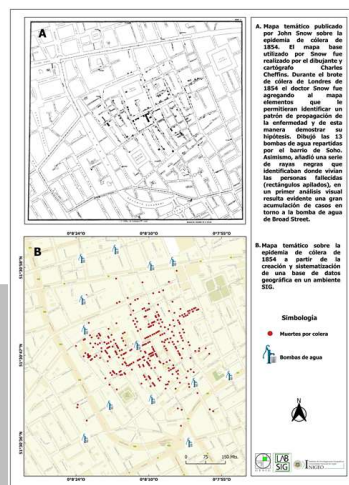 A
A. Mapa temático publicado
por John Snow sobre la
epidemia de cólera de
1854. El mapa base
utilizado por Snow fue
realizado por el dibujante y
cartógrafo Charles
Cheffins. Durante el brote
de cólera de Londres de
1854 el doctor Snow fue
agregando al mapa
elementos que le
permitieran identificar un
patrón de propagación de
la enfermedad y de esta
manera demostrar su
hipótesis. Dibujó las 13
bombas de agua repartidas
por el barrio de Soho.
Asimismo, añadió una serie
de rayas negras que
identificaban donde vivían
las personas fallecidas
(rectángulos apilados), en
un primer análisis visual
resulta evidente una gran
acumulación de casos en
torno a la bomba de agua
de Broad Street.
0°8'24"O 0°8'10"O 0°7'55"O
B
B. Mapa temático sobre la
epidemia de cólera de
1854 a partir de la
creación y sistematización
de una base de datos
geográfica en un ambiente
SIG.
Simbología
Muertes por colera
Bombas de agua
N
0 75 150 Mts.
0°8'24"O 0°8'10"O 0°7'55"O
LAB
SIG